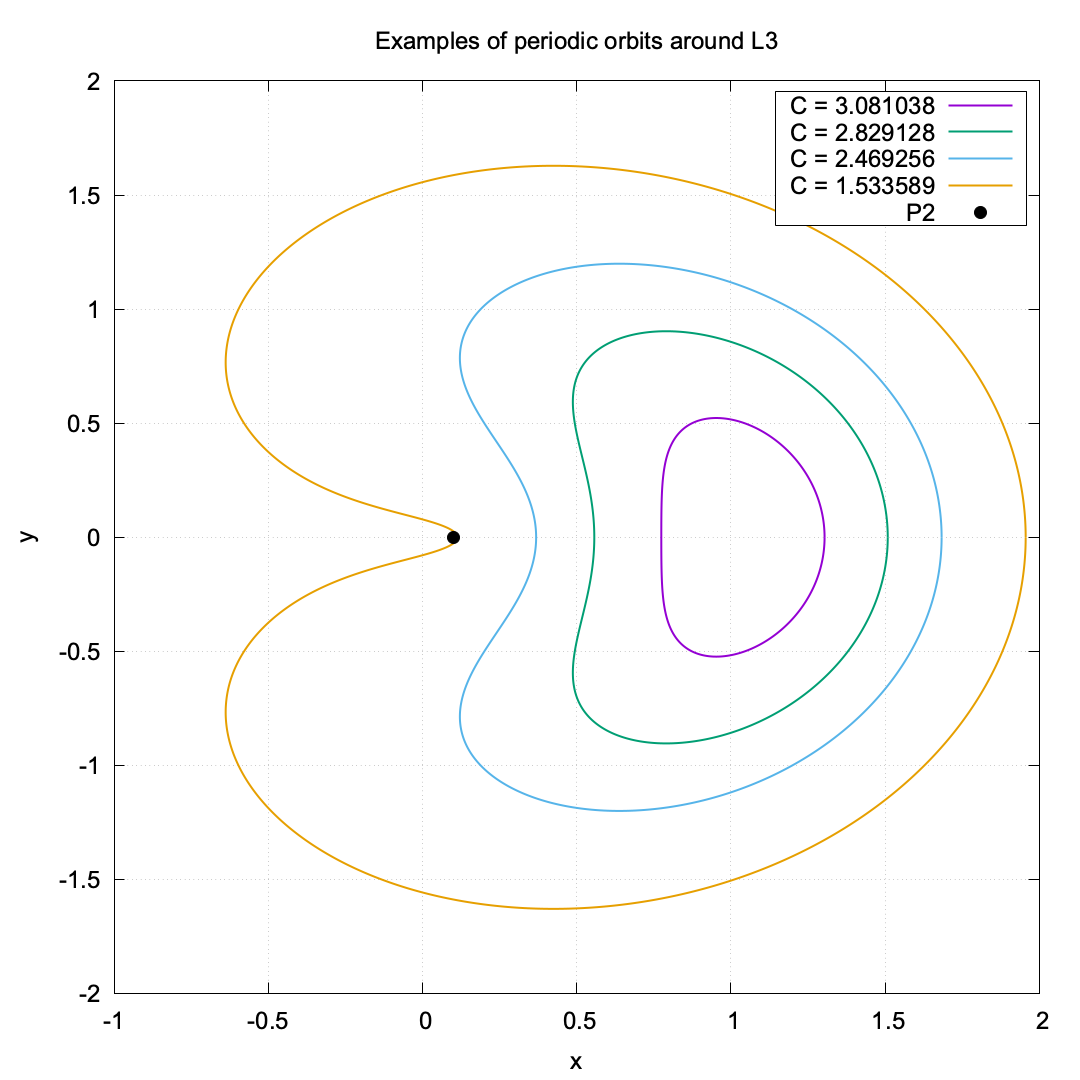 Examples of periodic orbits around L3
C = 3.081038
C = 2.829128
C = 2.469256
C = 1.533589
P2
2
1.5
1
0.5
0
-0.5
-1
-1.5
-2
y
-1 -0.5 0 0.5 1 1.5 2
x